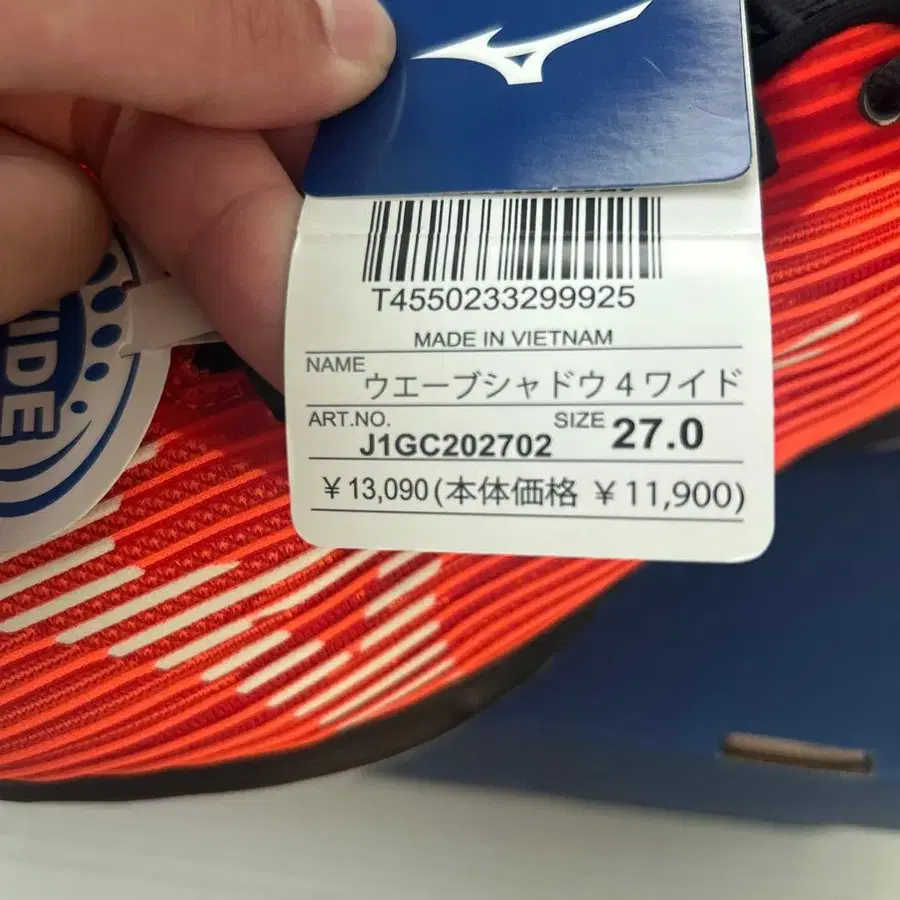 T4550233299925
MADE IN VIETNAM
NAME ウエーブシャドウ4ワイド
ART.NO. J1GC202702 SIZE 27.0
¥13,090(本体価格 ¥11,900)